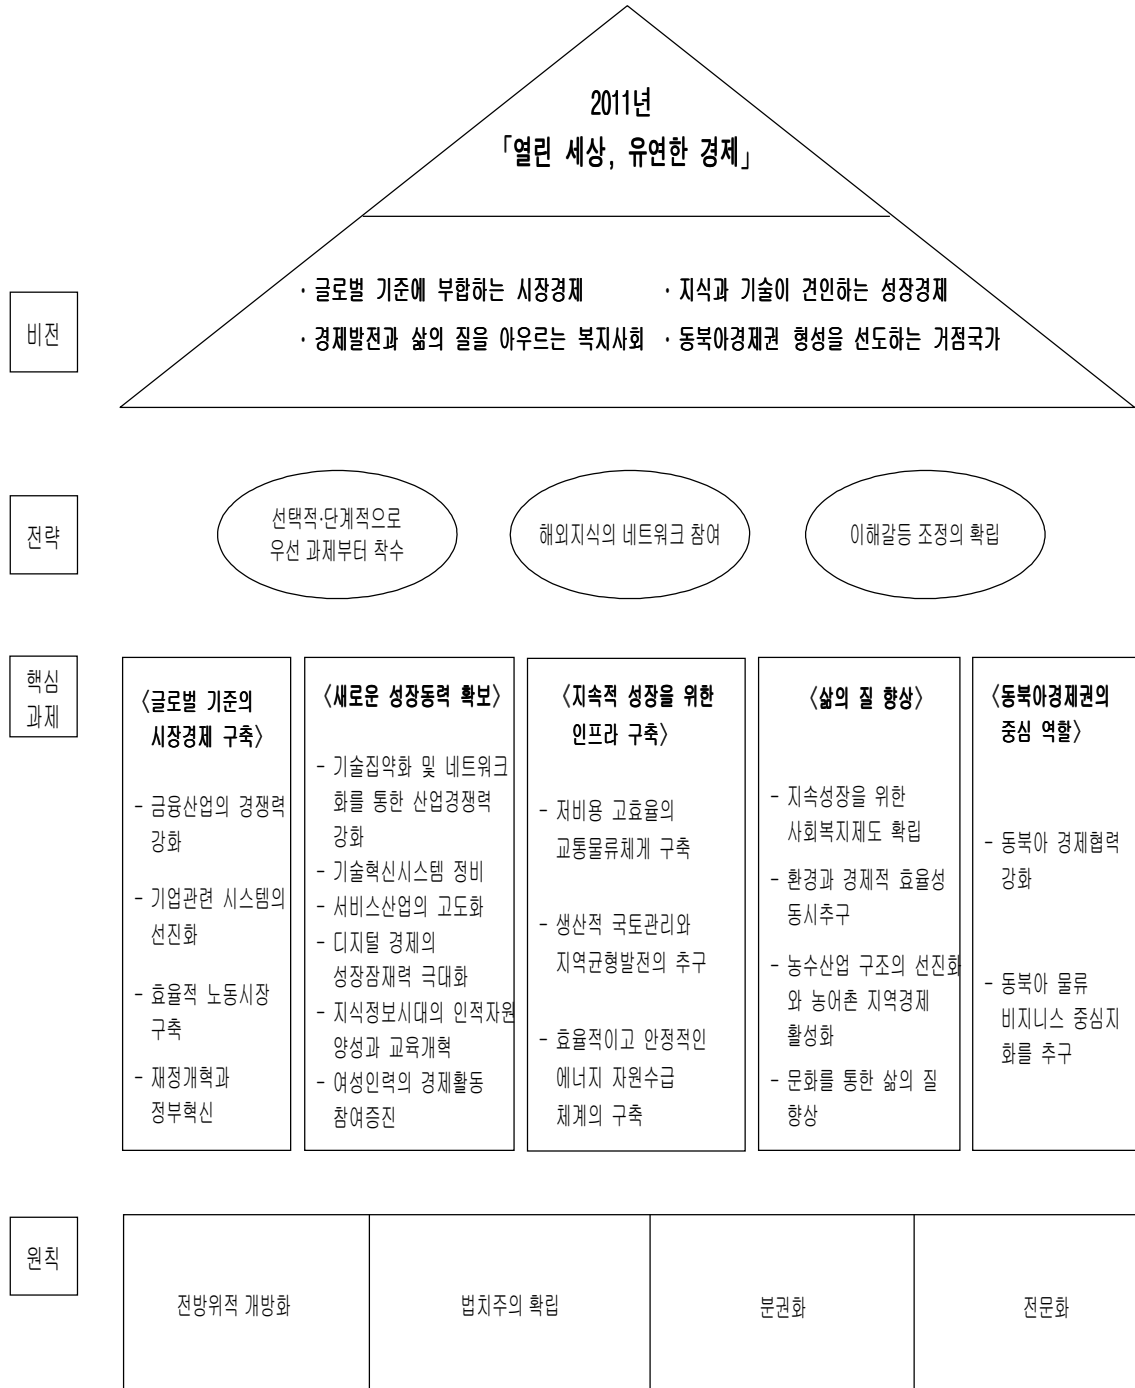 2011년
「열린 세상, 유연한 경제」
비전
· 글로벌 기준에 부합하는 시장경제
· 지식과 기술이 견인하는 성장경제
· 경제발전과 삶의 질을 아우르는 복지사회
· 동북아경제권 형성을 선도하는 거점국가
전략
선택적·단계적으로
우선 과제부터 착수
해외지식의 네트워크 참여
이해갈등 조정의 확립
핵심
과제
〈글로벌 기준의
시장경제 구축〉
- 금융산업의 경쟁력
강화
- 기업관련 시스템의
선진화
- 효율적 노동시장
구축
- 재정개혁과
정부혁신
〈새로운 성장동력 확보〉
- 기술집약화 및 네트워크
화를 통한 산업경쟁력
강화
- 기술혁신시스템 정비
- 서비스산업의 고도화
- 디지털 경제의
성장잠재력 극대화
- 지식정보시대의 인적자원
양성과 교육개혁
- 여성인력의 경제활동
참여증진
〈지속적 성장을 위한
인프라 구축〉
- 저비용 고효율의
교통물류체게 구축
- 생산적 국토관리와
지역균형발전의 추구
- 효율적이고 안정적인
에너지 자원수급
체계의 구축
〈삶의 질 향상〉
- 지속성장을 위한
사회복지제도 확립
- 환경과 경제적 효율성
동시추구
- 농수산업 구조의 선진화
와 농어촌 지역경제
활성화
- 문화를 통한 삶의 질
향상
〈동북아경제권의
중심 역할〉
- 동북아 경제협력
강화
- 동북아 물류
비지니스 중심지
화를 추구
원칙
전방위적 개방화
법치주의 확립
분권화
전문화